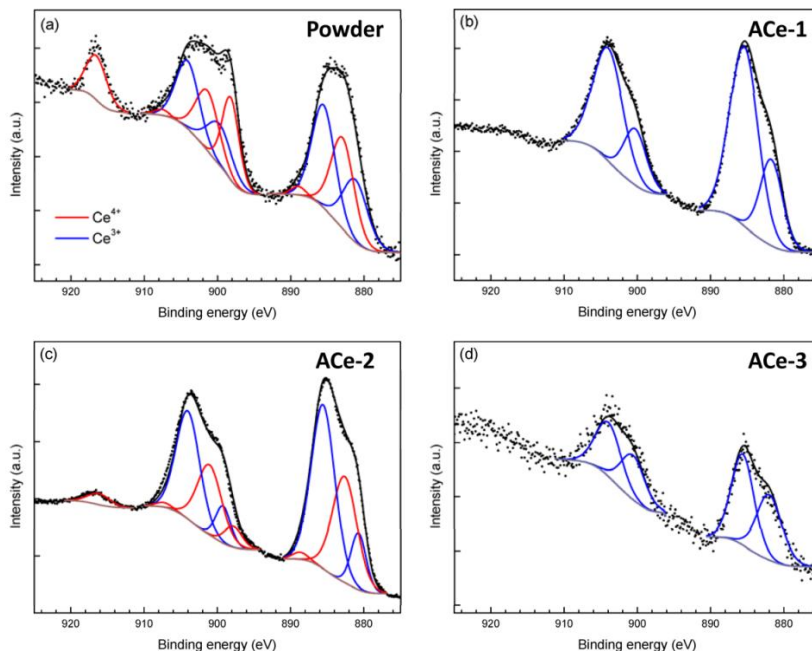 (a) Powder
Intensity (a.u.)
Ce4+
Ce3+
920 910 900 890 880
Binding energy (eV)
(b) ACe-1
Intensity (a.u.)
920 910 900 890 880
Binding energy (eV)
(c) ACe-2
Intensity (a.u.)
920 910 900 890 880
Binding energy (eV)
(d) ACe-3
Intensity (a.u.)
920 910 900 890 880
Binding energy (eV)